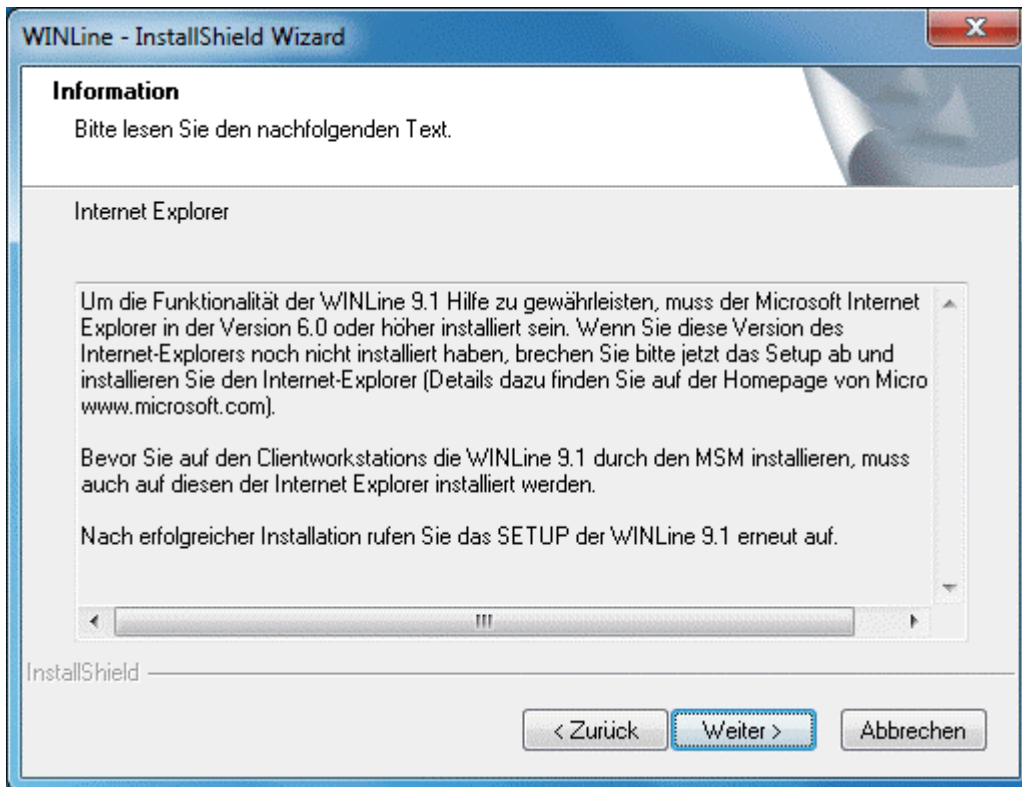 WINLine - InstallShield Wizard
Information
Bitte lesen Sie den nachfolgenden Text.
Internet Explorer
Um die Funktionalität der WINLine 9.1 Hilfe zu gewährleisten, muss der Microsoft Internet
Explorer in der Version 6.0 oder höher installiert sein. Wenn Sie diese Version des
Internet-Explorers noch nicht installiert haben, brechen Sie bitte jetzt das Setup ab und
installieren Sie den Internet-Explorer (Details dazu finden Sie auf der Homepage von Micro
www.microsoft.com).
Bevor Sie auf den Clientworkstations die WINLine 9.1 durch den MSM installieren, muss
auch auf diesen der Internet Explorer installiert werden.
Nach erfolgreicher Installation rufen Sie das SETUP der WINLine 9.1 erneut auf.
InstallShield
< Zurück Weiter > Abbrechen